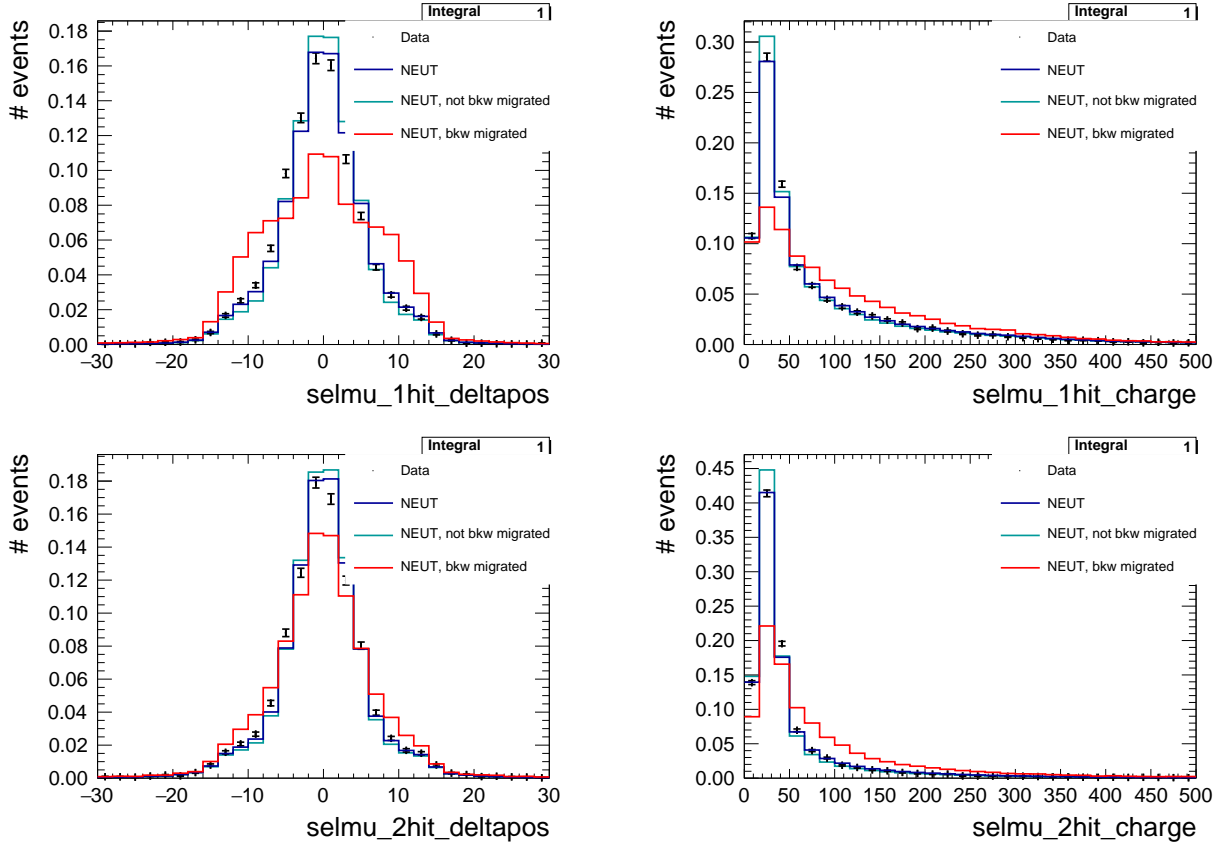 Integral 1
Data
NEUT
NEUT, not bkw migrated
NEUT, bkw migrated
# events
0.18
0.16
0.14
0.12
0.10
0.08
0.06
0.04
0.02
0.00
−30 −20 −10 0 10 20 30
selmu_1hit_deltapos
Integral 1
Data
NEUT
NEUT, not bkw migrated
NEUT, bkw migrated
# events
0.30
0.25
0.20
0.15
0.10
0.05
0.00
0 50 100 150 200 250 300 350 400 450 500
selmu_1hit_charge
Integral 1
Data
NEUT
NEUT, not bkw migrated
NEUT, bkw migrated
# events
0.18
0.16
0.14
0.12
0.10
0.08
0.06
0.04
0.02
0.00
−30 −20 −10 0 10 20 30
selmu_2hit_deltapos
Integral 1
Data
NEUT
NEUT, not bkw migrated
NEUT, bkw migrated
# events
0.45
0.40
0.35
0.30
0.25
0.20
0.15
0.10
0.05
0.00
0 50 100 150 200 250 300 350 400 450 500
selmu_2hit_charge